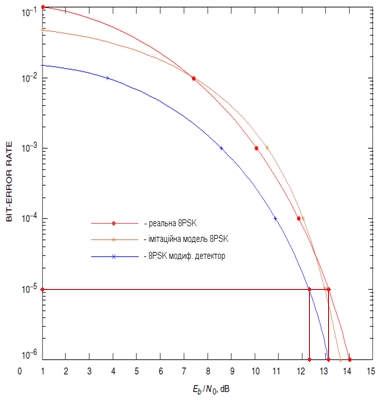 10⁻¹
10⁻²
10⁻³
10⁻⁴
10⁻⁵
10⁻⁶
BIT-ERROR RATE
- реальна 8PSK
- імітаційна модель 8PSK
- 8PSK модиф. детектор
0 1 2 3 4 5 6 7 8 9 10 11 12 13 14 15
Eb/N0, dB